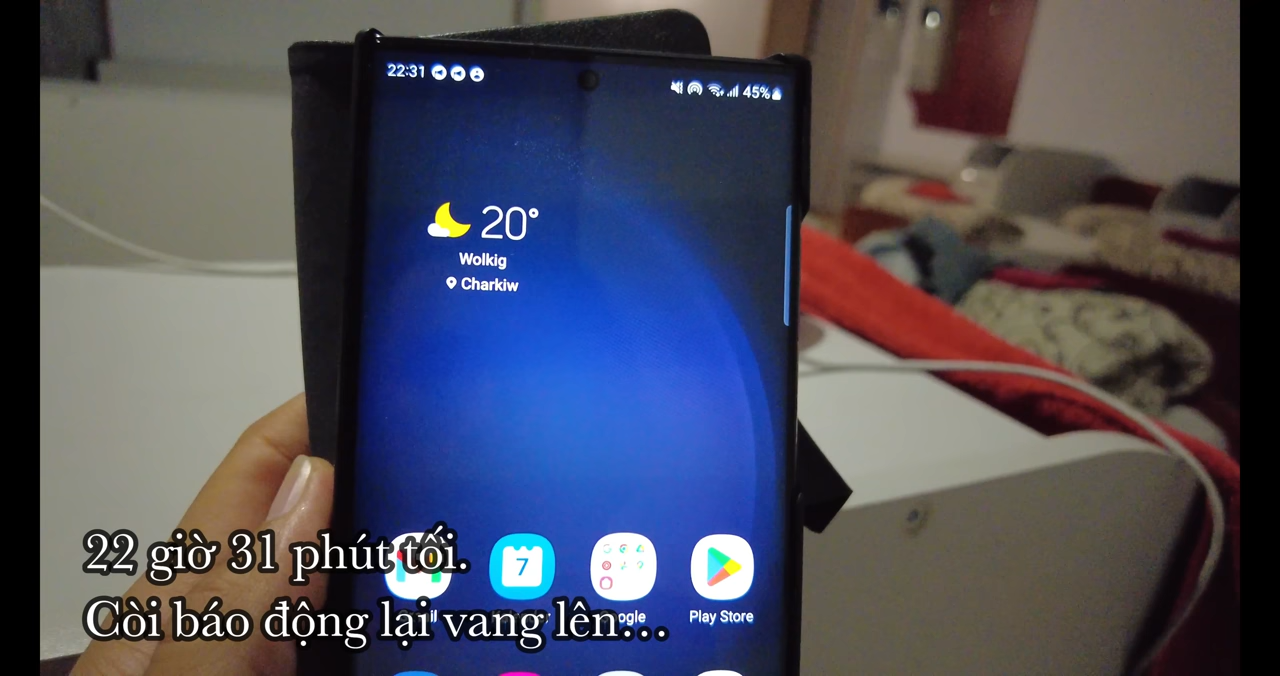 22:31
45%
20°
Wolkig
Charkiw
7
Play Store
22 giờ 31 phút tối.
Còi báo động lại vang lên...